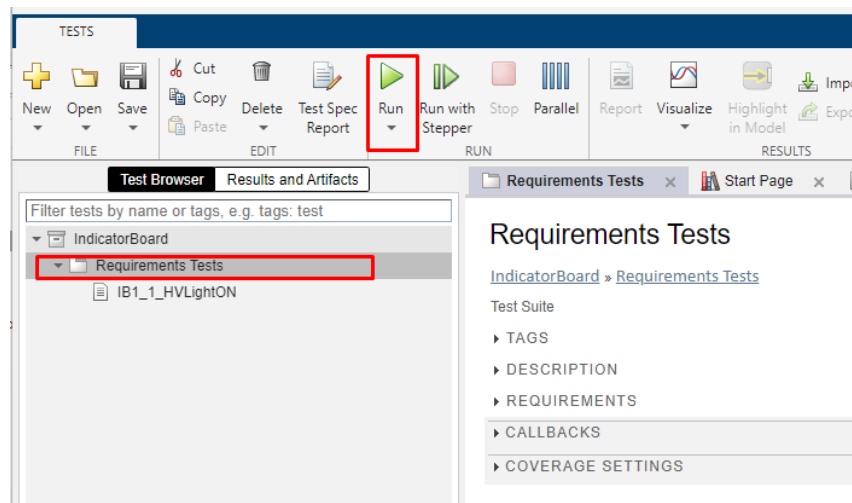 TESTS
New
Open
Save
Cut
Copy
Paste
Delete
Test Spec
Report
Run
Run with
Stepper
Stop
Parallel
Report
Visualize
Highlight
in Model
FILE
EDIT
RUN
RESULTS
Test Browser
Results and Artifacts
Filter tests by name or tags, e.g. tags: test
IndicatorBoard
Requirements Tests
IB1_1_HVLightON
Requirements Tests
Start Page
Requirements Tests
IndicatorBoard » Requirements Tests
Test Suite
TAGS
DESCRIPTION
REQUIREMENTS
CALLBACKS
COVERAGE SETTINGS